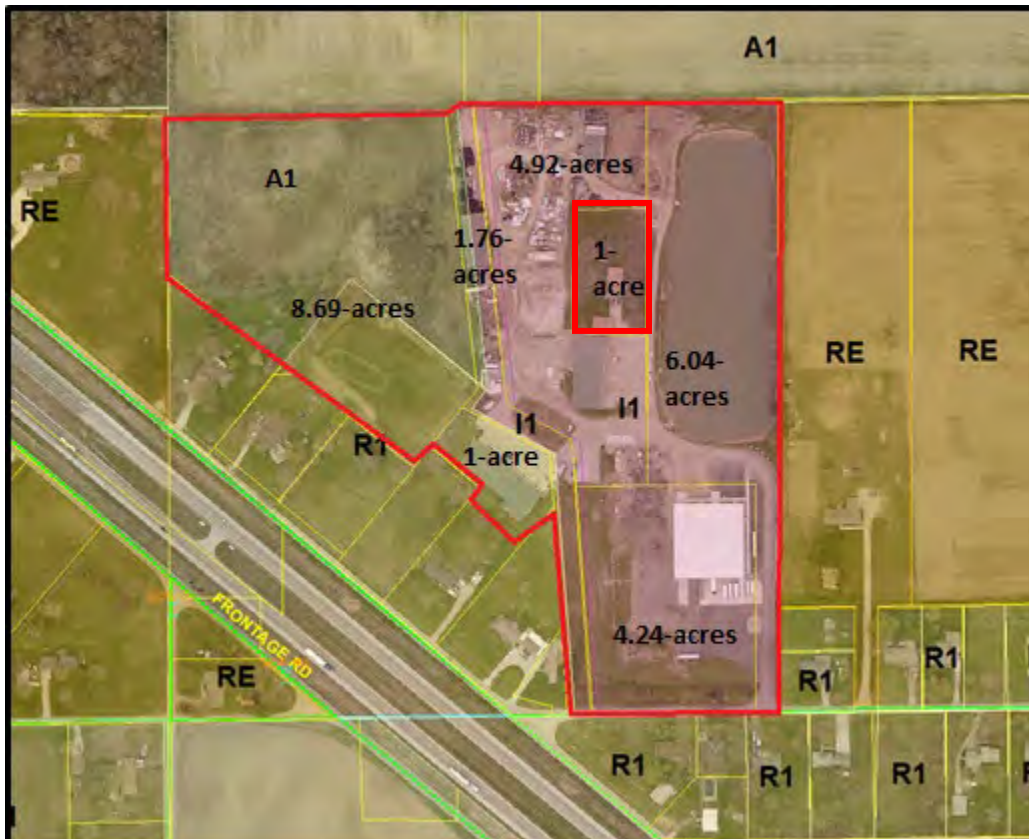 A1
4.92-acres
A1
RE
1.76-
acres
1-
acre
8.69-acres
RE
RE
6.04-
acres
I1
I1
R1
1-acre
FRONTAGE RD
4.24-acres
R1
RE
R1
R1
R1
R1
R1